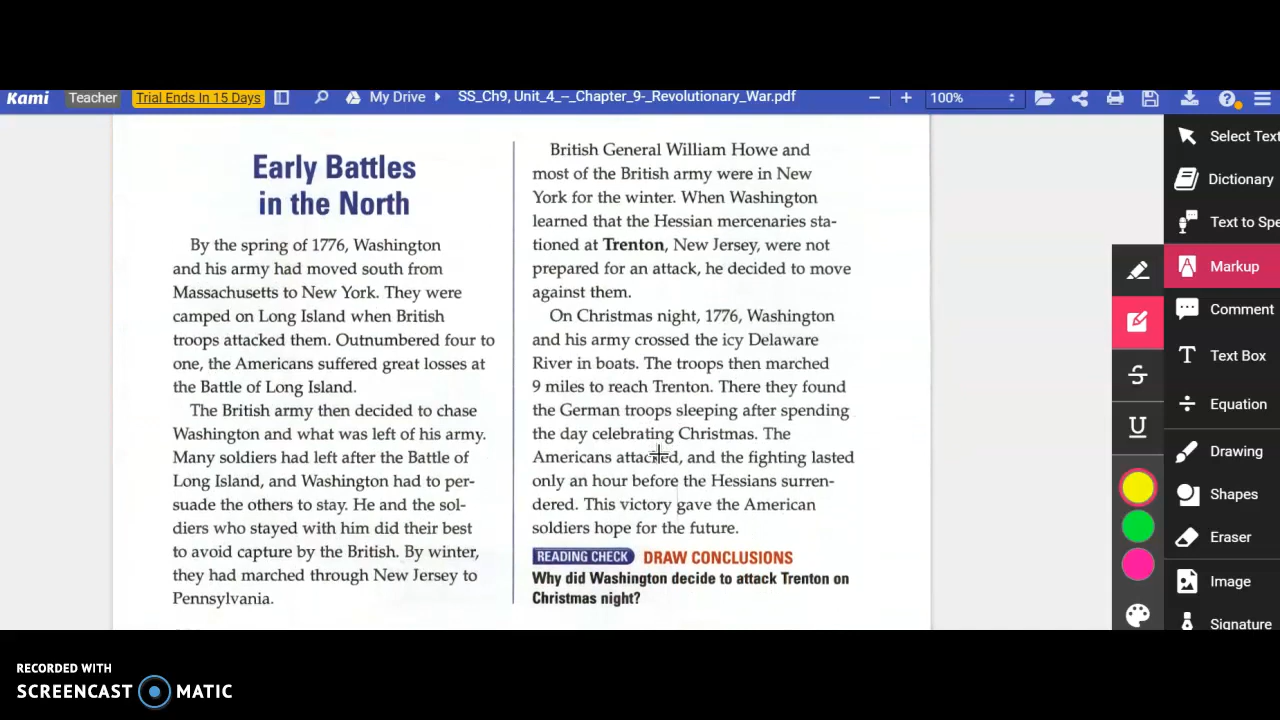 Kami Teacher Trial Ends In 15 Days My Drive SS_Ch9, Unit_4_--_Chapter_9-_Revolutionary_War.pdf 100%
Early Battles
in the North
By the spring of 1776, Washington
and his army had moved south from
Massachusetts to New York. They were
camped on Long Island when British
troops attacked them. Outnumbered four to
one, the Americans suffered great losses at
the Battle of Long Island.
The British army then decided to chase
Washington and what was left of his army.
Many soldiers had left after the Battle of
Long Island, and Washington had to per-
suade the others to stay. He and the sol-
diers who stayed with him did their best
to avoid capture by the British. By winter,
they had marched through New Jersey to
Pennsylvania.
British General William Howe and
most of the British army were in New
York for the winter. When Washington
learned that the Hessian mercenaries sta-
tioned at Trenton, New Jersey, were not
prepared for an attack, he decided to move
against them.
On Christmas night, 1776, Washington
and his army crossed the icy Delaware
River in boats. The troops then marched
9 miles to reach Trenton. There they found
the German troops sleeping after spending
the day celebrating Christmas. The
Americans attacked, and the fighting lasted
only an hour before the Hessians surren-
dered. This victory gave the American
soldiers hope for the future.
READING CHECK DRAW CONCLUSIONS
Why did Washington decide to attack Trenton on
Christmas night?
Select Text
Dictionary
Text to Spe
Markup
Comment
Text Box
Equation
Drawing
Shapes
Eraser
Image
Signature
RECORDED WITH
SCREENCAST MATIC